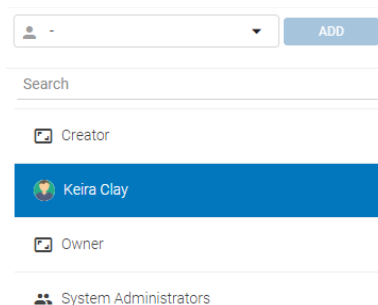 -
ADD
Search
Creator
Keira Clay
Owner
System Administrators